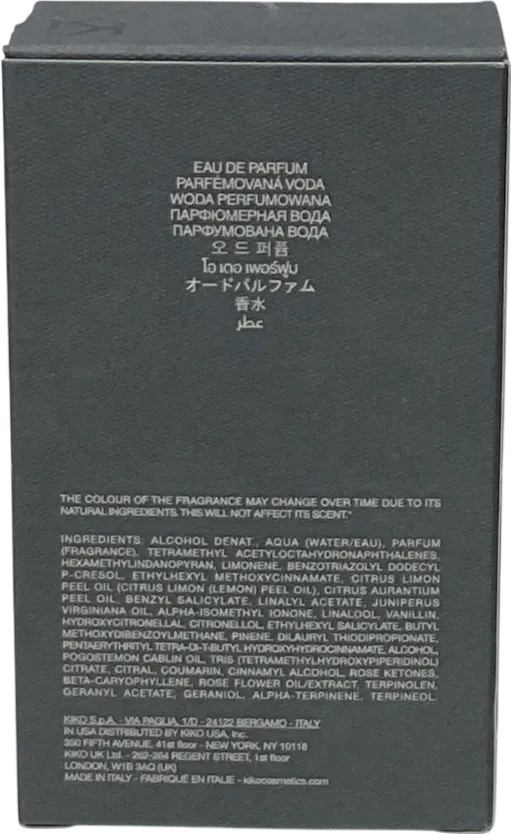 EAU DE PARFUM
PARFÉMOVANÁ VODA
WODA PERFUMOWANA
ПАРФЮМЕРНАЯ ВОДА
ПАРФУМОВАНА ВОДА
오 드 퍼퓸
โอ เดอ เพอร์ฟูม
オードパルファム
香水
عطر
THE COLOUR OF THE FRAGRANCE MAY CHANGE OVER TIME DUE TO ITS
NATURAL INGREDIENTS. THIS WILL NOT AFFECT ITS SCENT."
INGREDIENTS: ALCOHOL DENAT., AQUA (WATER/EAU), PARFUM
(FRAGRANCE), TETRAMETHYL ACETYLOCTAHYDRONAPHTHALENES,
HEXAMETHYLINDANOPYRAN, LIMONENE, BENZOTRIAZOLYL DODECYL
P-CRESOL, ETHYLHEXYL METHOXYCINNAMATE, CITRUS LIMON
PEEL OIL (CITRUS LIMON (LEMON) PEEL OIL), CITRUS AURANTIUM
PEEL OIL, BENZYL SALICYLATE, LINALYL ACETATE, JUNIPERUS
VIRGINIANA OIL, ALPHA-ISOMETHYL IONONE, LINALOOL, VANILLIN,
HYDROXYCITRONELLAL, CITRONELLOL, ETHYLHEXYL SALICYLATE, BUTYL
METHOXYDIBENZOYLMETHANE, PINENE, DILAURYL THIODIPROPIONATE,
PENTAERYTHRITYL TETRA-DI-T-BUTYL HYDROXYHYDROCINNAMATE, ALCOHOL,
POGOSTEMON CABLIN OIL, TRIS (TETRAMETHYLHYDROXYPIPERIDINOL)
CITRATE, CITRAL, COUMARIN, CINNAMYL ALCOHOL, ROSE KETONES,
BETA-CARYOPHYLLENE, ROSE FLOWER OIL/EXTRACT, TERPINOLEN,
GERANYL ACETATE, GERANIOL, ALPHA-TERPINENE, TERPINEOL.
KIKO S.p.A. - VIA PAGLIA, 1/D - 24122 BERGAMO - ITALY
IN USA DISTRIBUTED BY KIKO USA, Inc.
350 FIFTH AVENUE, 41st floor - NEW YORK, NY 10118
KIKO UK Ltd. - 262-264 REGENT STREET, 1st floor
LONDON, W1B 3AQ (UK)
MADE IN ITALY - FABRIQUÉ EN ITALIE - kikocosmetics.com